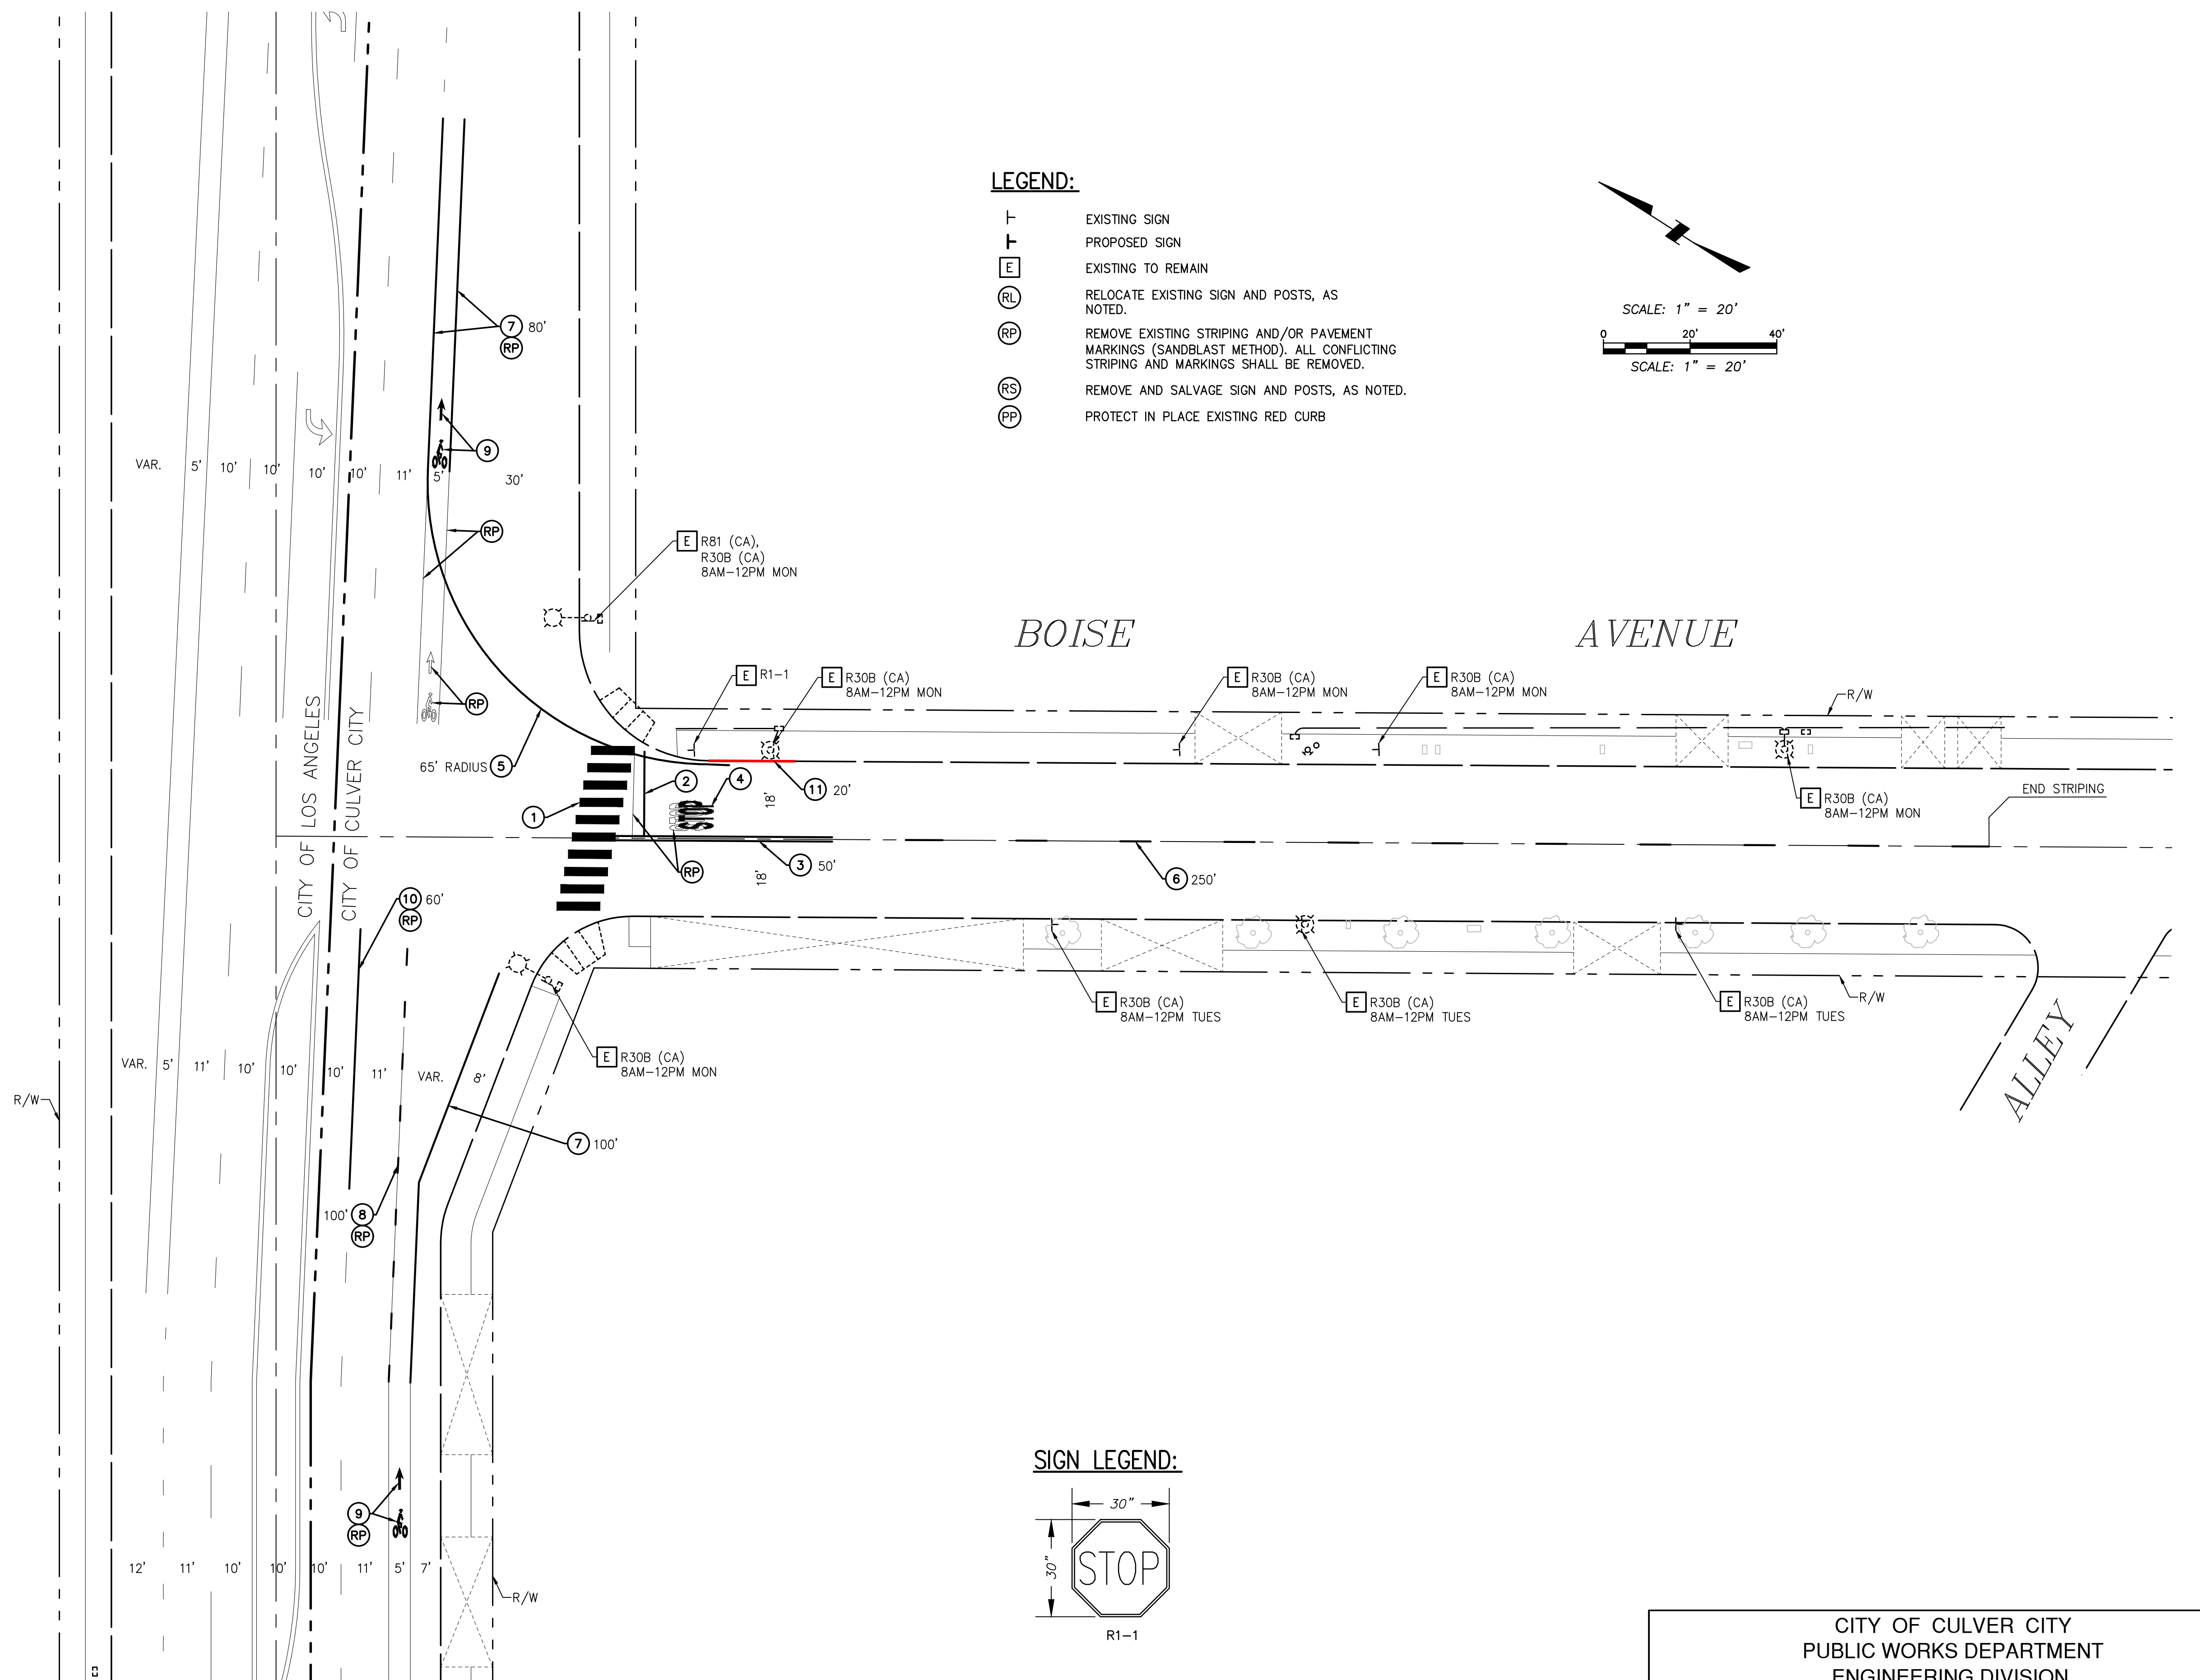 LEGEND:
EXISTING SIGN
PROPOSED SIGN
E EXISTING TO REMAIN
RL RELOCATE EXISTING SIGN AND POSTS, AS
NOTED.
RP REMOVE EXISTING STRIPING AND/OR PAVEMENT
MARKINGS (SANDBLAST METHOD). ALL CONFLICTING
STRIPING AND MARKINGS SHALL BE REMOVED.
RS REMOVE AND SALVAGE SIGN AND POSTS, AS NOTED.
PP PROTECT IN PLACE EXISTING RED CURB
SCALE: 1" = 20'
0 20' 40'
SCALE: 1" = 20'
7 80'
RP
9
VAR. 5' 10' 10' 10' 10' 11' 5' 30'
RP
E R81 (CA),
R30B (CA)
8AM-12PM MON
BOISE AVENUE
RP
E R1-1
E R30B (CA)
8AM-12PM MON
E R30B (CA)
8AM-12PM MON
E R30B (CA)
8AM-12PM MON
R/W
CITY OF LOS ANGELES
CITY OF CULVER CITY
65' RADIUS 5
2
4
STOP
18'
11 20'
1
E R30B (CA)
8AM-12PM MON
END STRIPING
RP
18'
3 50'
6 250'
10 60'
RP
E R30B (CA)
8AM-12PM TUES
E R30B (CA)
8AM-12PM TUES
E R30B (CA)
8AM-12PM TUES
R/W
ALLEY
E R30B (CA)
8AM-12PM MON
VAR. 5' 11' 10' 10' 10' 11' VAR. 8'
R/W
7 100'
100' 8
RP
9
RP
12' 11' 10' 10' 10' 11' 5' 7'
R/W
SIGN LEGEND:
30"
30"
STOP
R1-1
CITY OF CULVER CITY
PUBLIC WORKS DEPARTMENT
ENGINEERING DIVISION